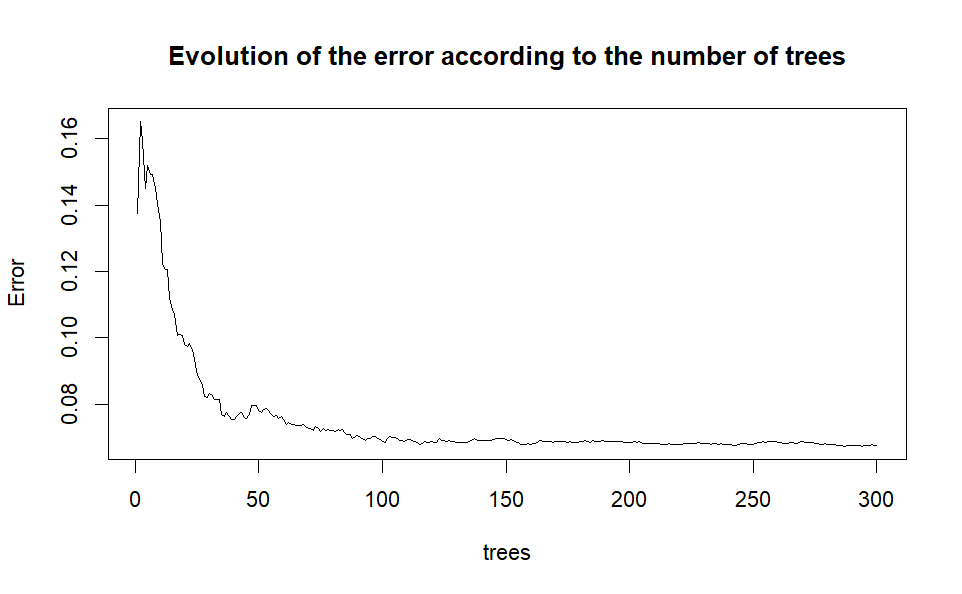 Evolution of the error according to the number of trees
Error
0.16
0.14
0.12
0.10
0.08
0 50 100 150 200 250 300
trees